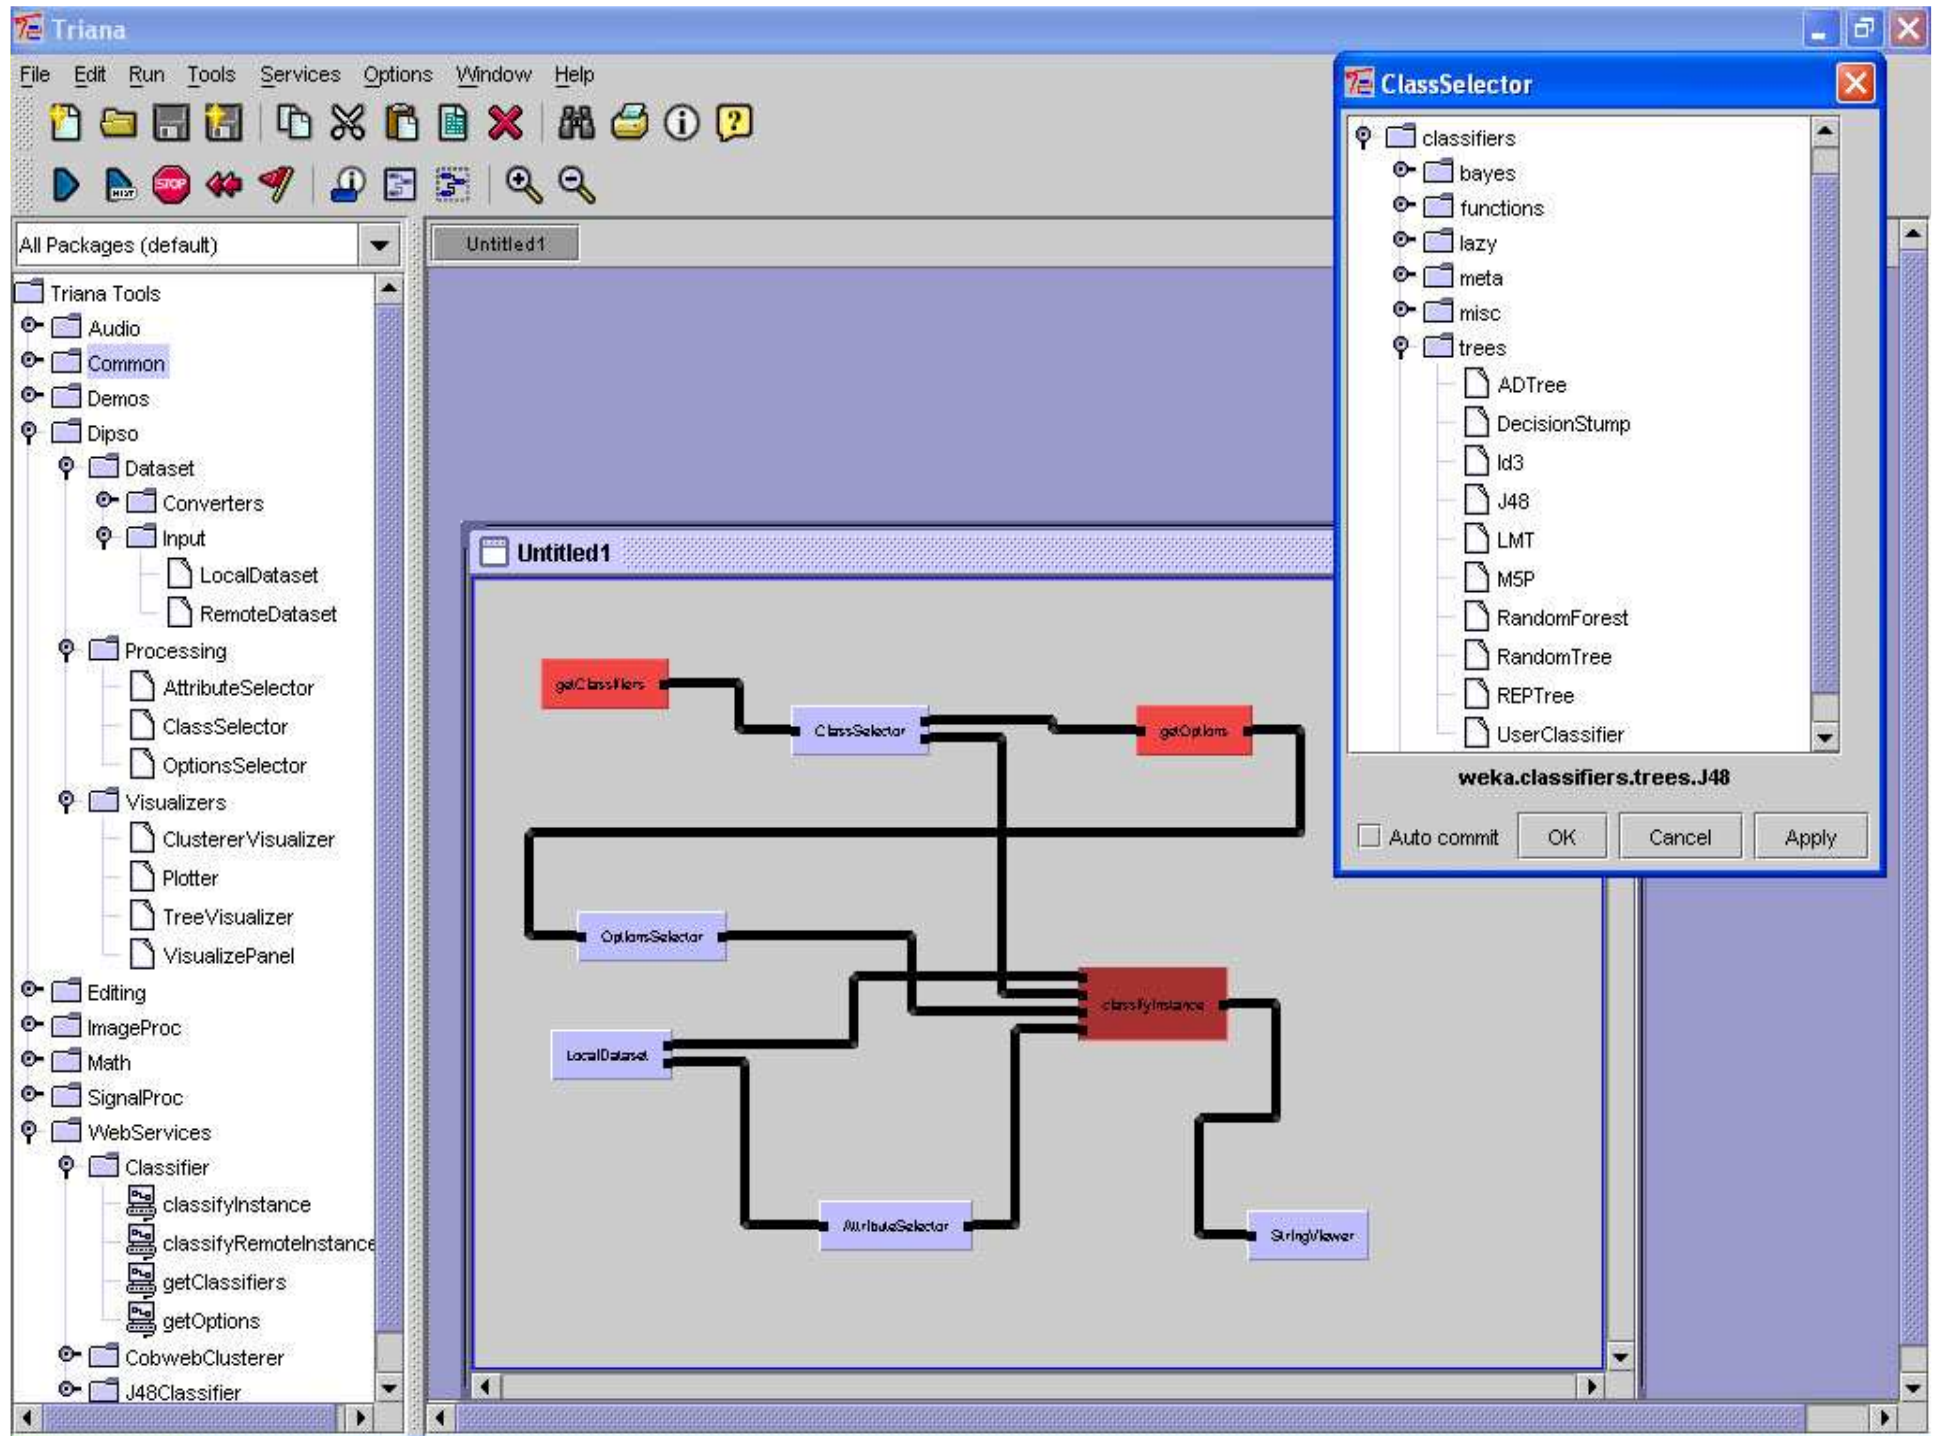 Triana
File Edit Run Tools Services Options Window Help
STOP
All Packages (default)
Triana Tools
Audio
Common
Demos
Dipso
Dataset
Converters
Input
LocalDataset
RemoteDataset
Processing
AttributeSelector
ClassSelector
OptionsSelector
Visualizers
ClustererVisualizer
Plotter
TreeVisualizer
VisualizePanel
Editing
ImageProc
Math
SignalProc
WebServices
Classifier
classifyInstance
classifyRemoteInstance
getClassifiers
getOptions
CobwebClusterer
J48Classifier
Untitled1
Untitled1
getClassifiers
ClassSelector
getOptions
OptionsSelector
classifyInstance
LocalDataset
AttributeSelector
StringViewer
ClassSelector
classifiers
bayes
functions
lazy
meta
misc
trees
ADTree
DecisionStump
Id3
J48
LMT
M5P
RandomForest
RandomTree
REPTree
UserClassifier
weka.classifiers.trees.J48
Auto commit OK Cancel Apply